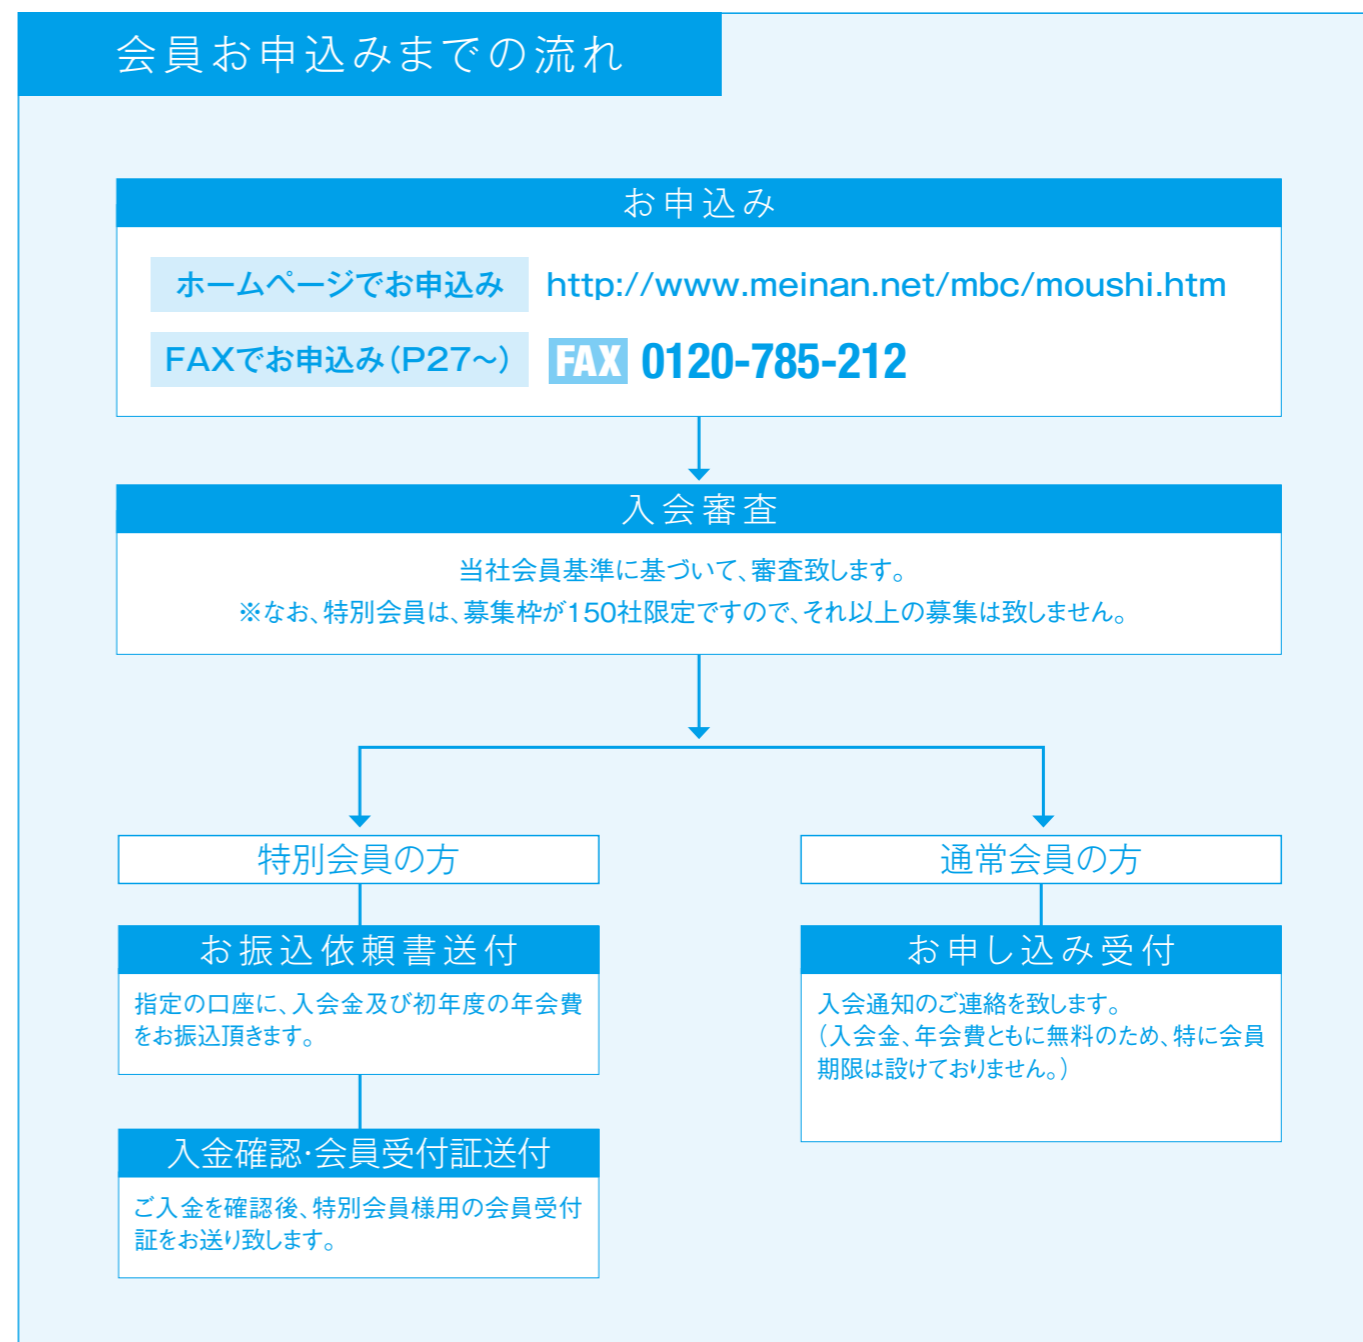 会員お申込みまでの流れ
お申込み
ホームページでお申込み http://www.meinan.net/mbc/moushi.htm
FAXでお申込み（P27～） FAX 0120-785-212
入会審査
当社会員基準に基づいて、審査致します。
※なお、特別会員は、募集枠が150社限定ですので、それ以上の募集は致しません。
特別会員の方
お振込依頼書送付
指定の口座に、入会金及び初年度の年会費
をお振込頂きます。
入金確認・会員受付証送付
ご入金を確認後、特別会員様用の会員受付
証をお送り致します。
通常会員の方
お申し込み受付
入会通知のご連絡を致します。
（入会金、年会費ともに無料のため、特に会員
期限は設けておりません。）